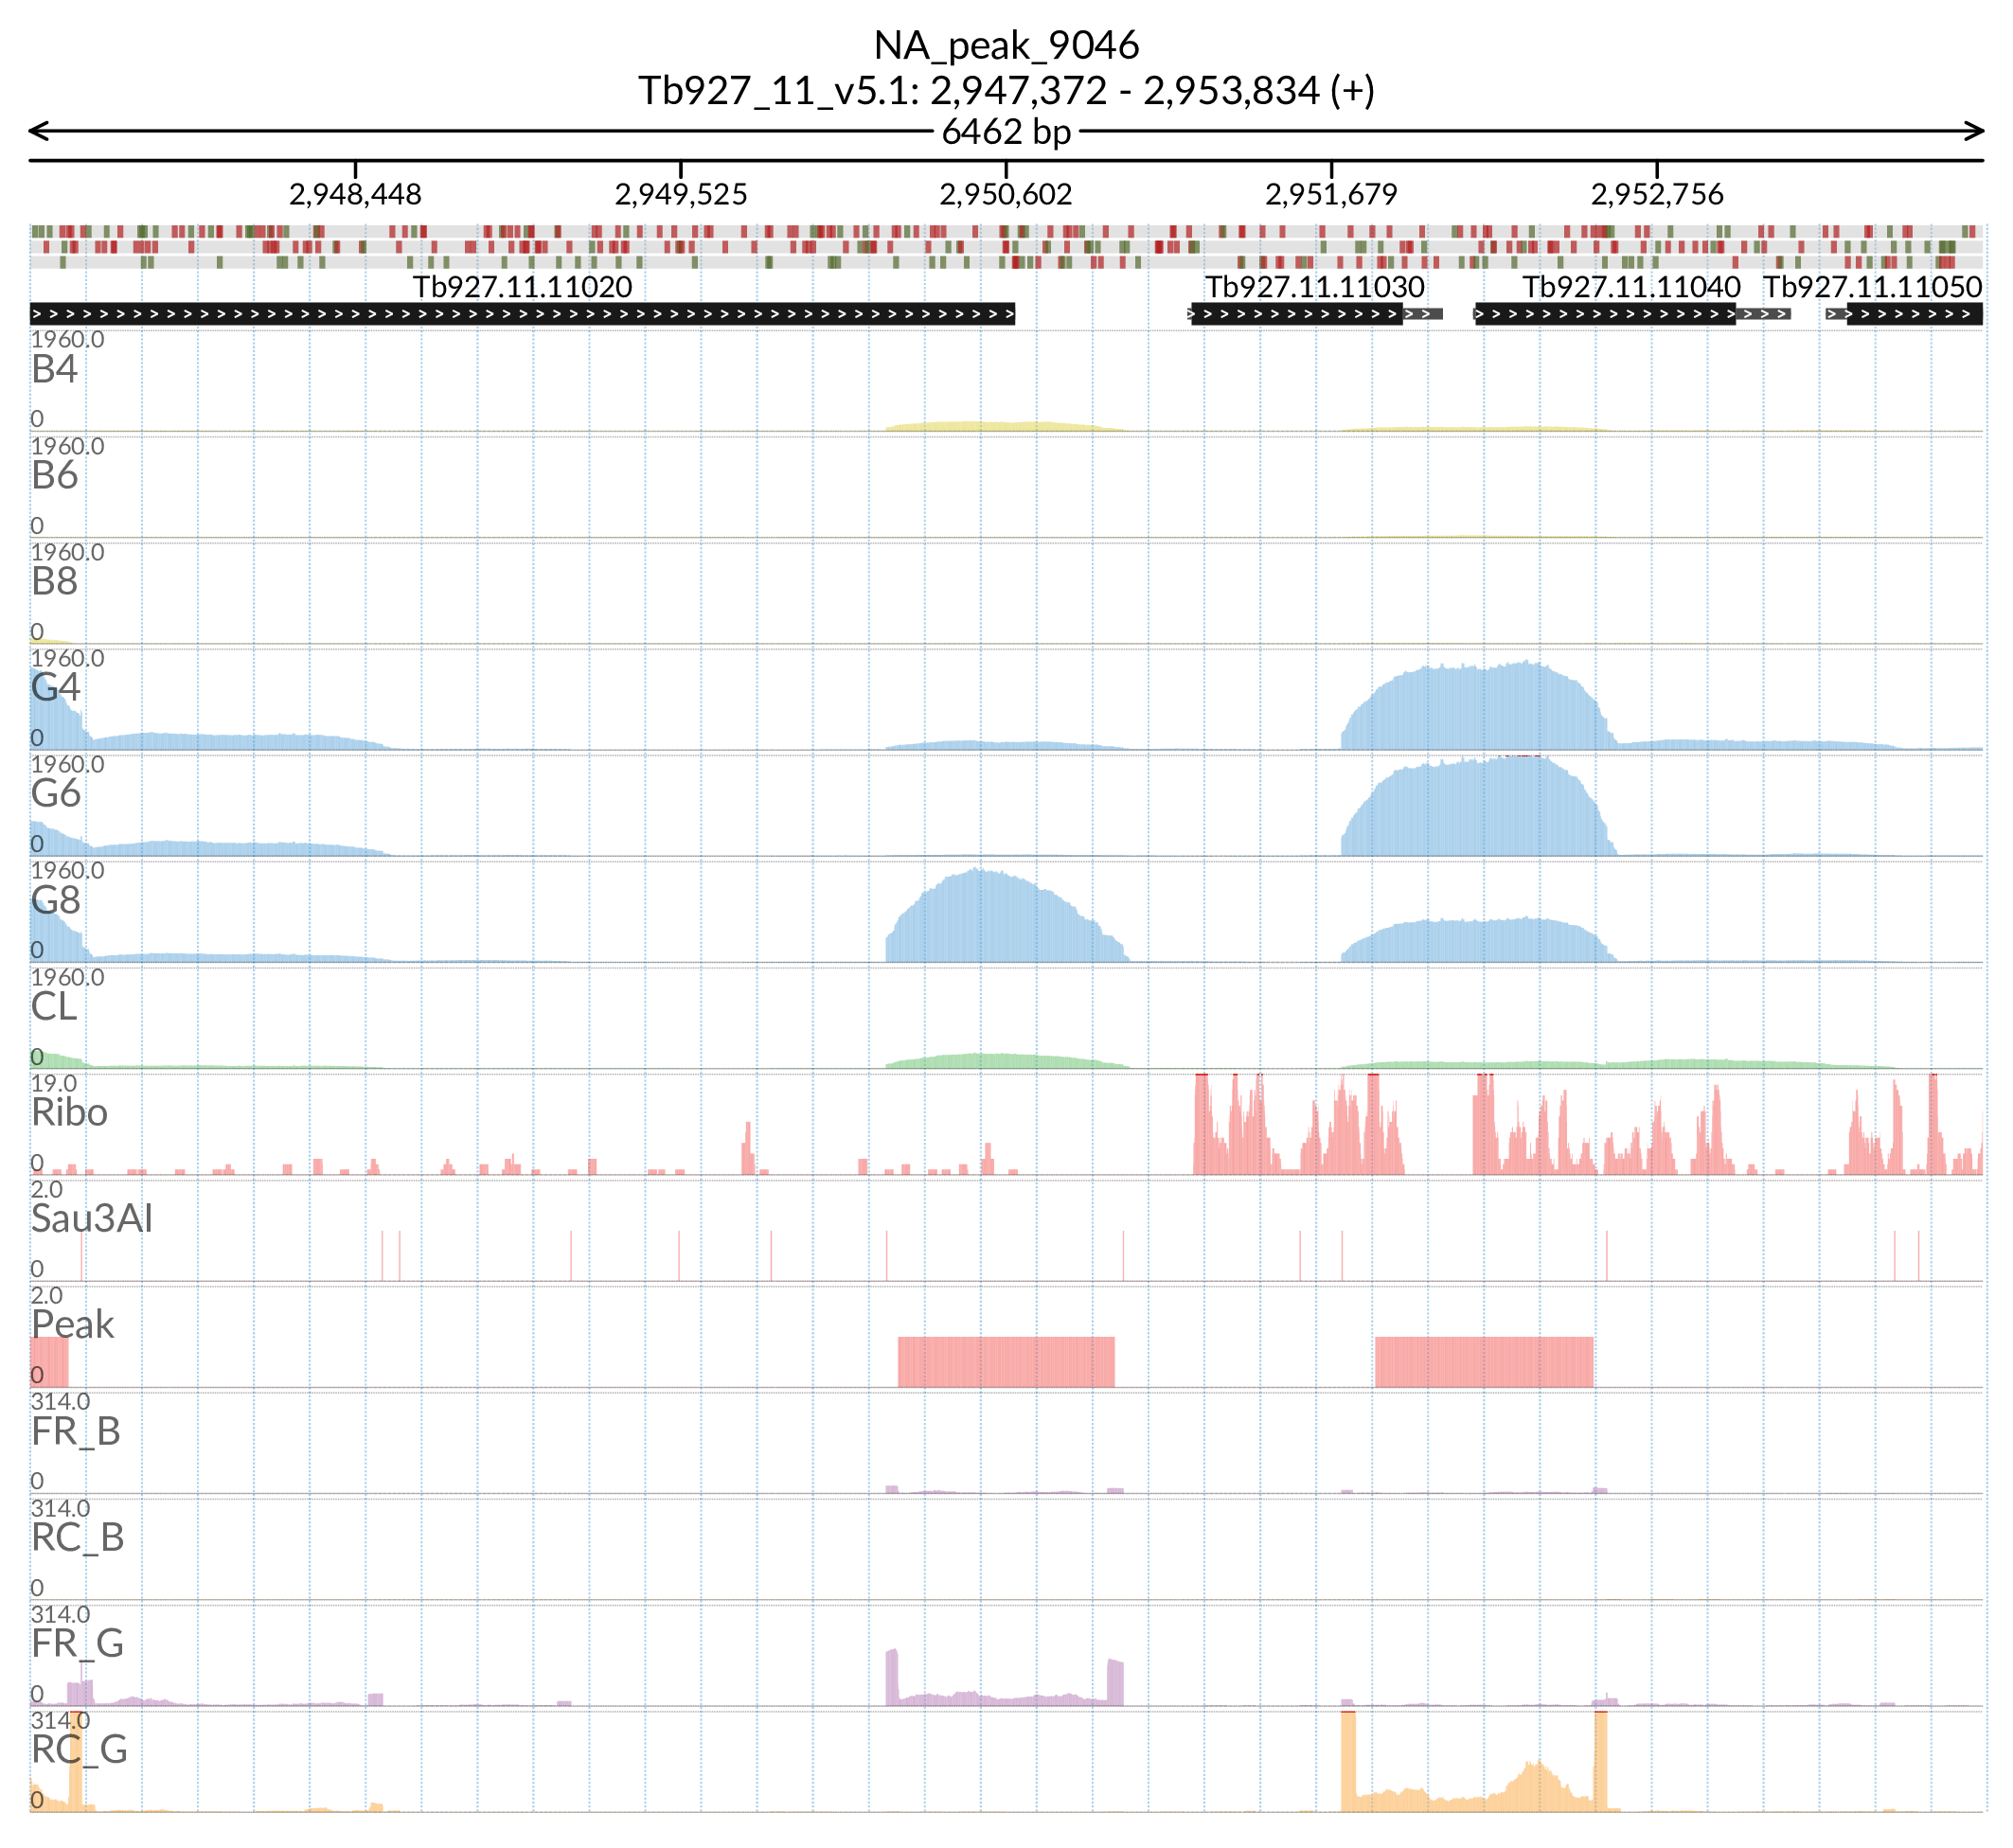 NA_peak_9046
Tb927_11_v5.1: 2,947,372 - 2,953,834 (+)
6462 bp
2,948,448 2,949,525 2,950,602 2,951,679 2,952,756
Tb927.11.11020 Tb927.11.11030 Tb927.11.11040 Tb927.11.11050
1960.0
B4
0
1960.0
B6
0
1960.0
B8
0
1960.0
G4
0
1960.0
G6
0
1960.0
G8
0
1960.0
CL
0
19.0
Ribo
0
2.0
Sau3AI
0
2.0
Peak
0
314.0
FR_B
0
314.0
RC_B
0
314.0
FR_G
0
314.0
RC_G
0